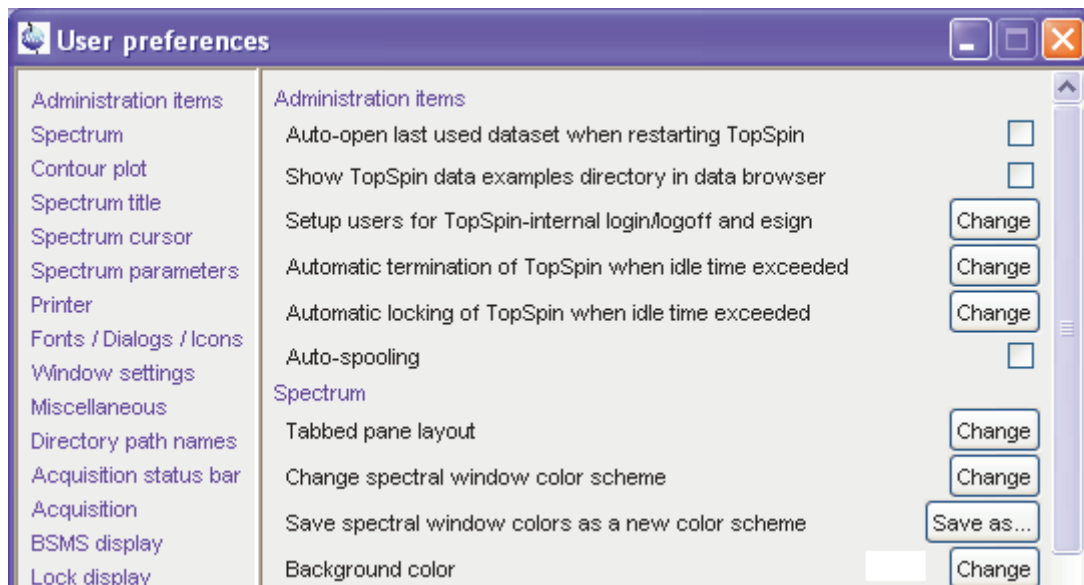 User preferences
Administration items
Spectrum
Contour plot
Spectrum title
Spectrum cursor
Spectrum parameters
Printer
Fonts / Dialogs / Icons
Window settings
Miscellaneous
Directory path names
Acquisition status bar
Acquisition
BSMS display
Lock display
Administration items
Auto-open last used dataset when restarting TopSpin
Show TopSpin data examples directory in data browser
Setup users for TopSpin-internal login/logoff and esign Change
Automatic termination of TopSpin when idle time exceeded Change
Automatic locking of TopSpin when idle time exceeded Change
Auto-spooling
Spectrum
Tabbed pane layout Change
Change spectral window color scheme Change
Save spectral window colors as a new color scheme Save as...
Background color Change